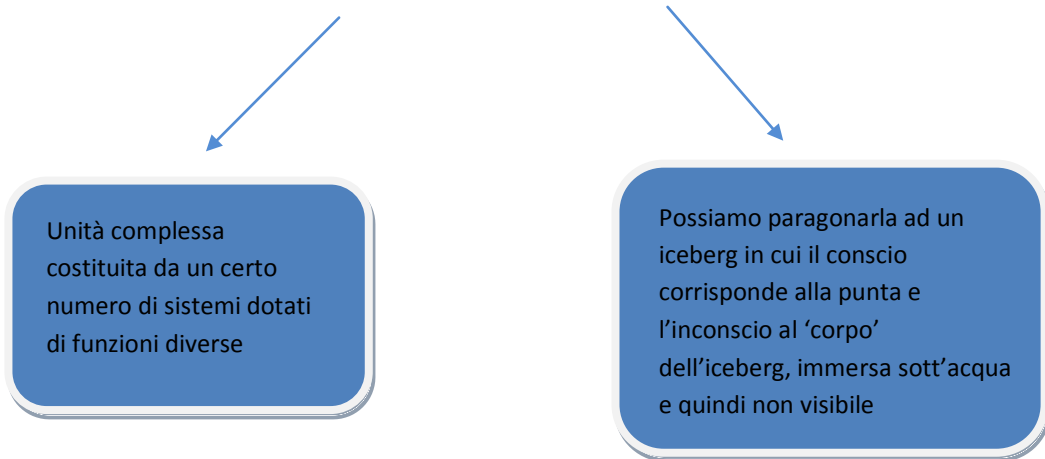 Unità complessa
costituita da un certo
numero di sistemi dotati
di funzioni diverse
Possiamo paragonarla ad un
iceberg in cui il conscio
corrisponde alla punta e
l’inconscio al ‘corpo’
dell’iceberg, immersa sott’acqua
e quindi non visibile